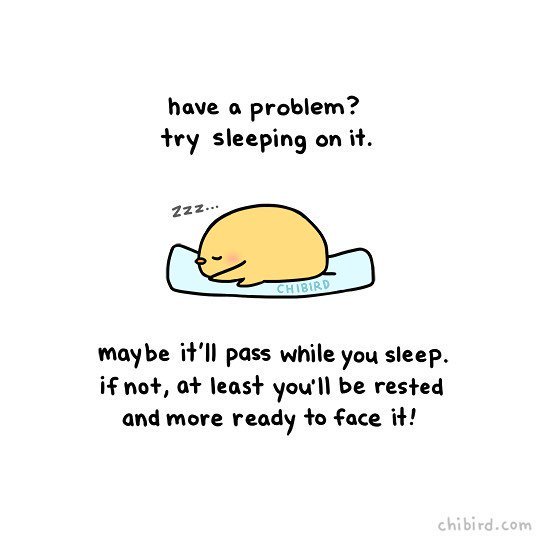 have a problem?
try sleeping on it.
zzz...
CHIBIRD
maybe it'll pass while you sleep.
if not, at least you'll be rested
and more ready to face it!
chibird.com